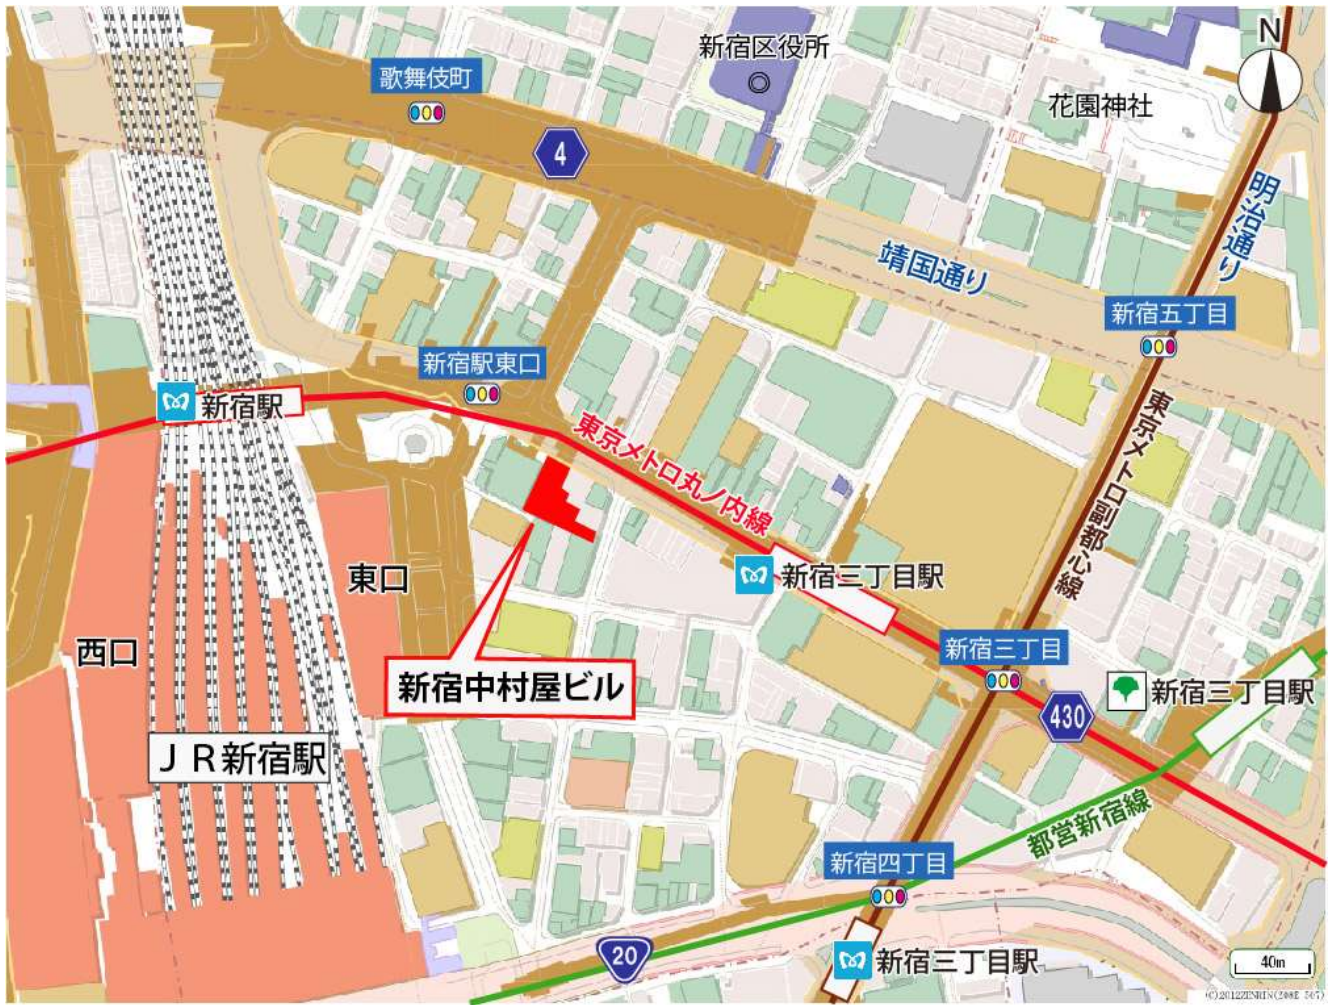 新宿区役所
N
歌舞伎町
花園神社
4
明治通り
靖国通り
新宿五丁目
新宿駅東口
新宿駅
東京メトロ丸ノ内線
東京メトロ副都心線
東口
新宿三丁目駅
西口
新宿三丁目
新宿中村屋ビル
新宿三丁目駅
430
JR新宿駅
都営新宿線
新宿四丁目
20
新宿三丁目駅
40m